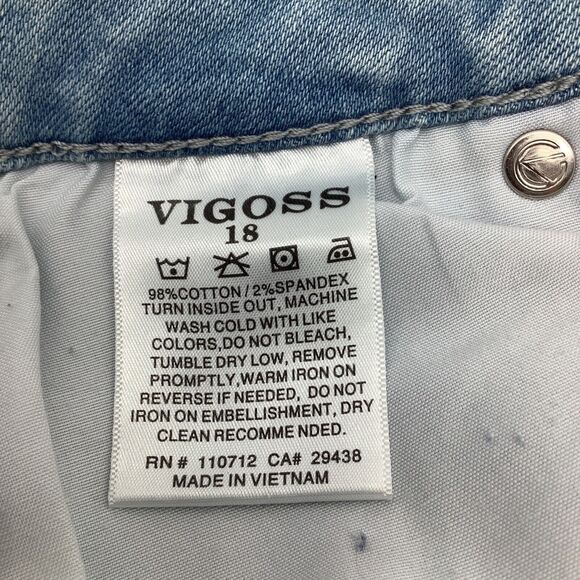 VIGOSS
18
98%COTTON / 2%SPANDEX
TURN INSIDE OUT, MACHINE
WASH COLD WITH LIKE
COLORS,DO NOT BLEACH,
TUMBLE DRY LOW, REMOVE
PROMPTLY,WARM IRON ON
REVERSE IF NEEDED, DO NOT
IRON ON EMBELLISHMENT, DRY
CLEAN RECOMME NDED.
RN # 110712 CA# 29438
MADE IN VIETNAM